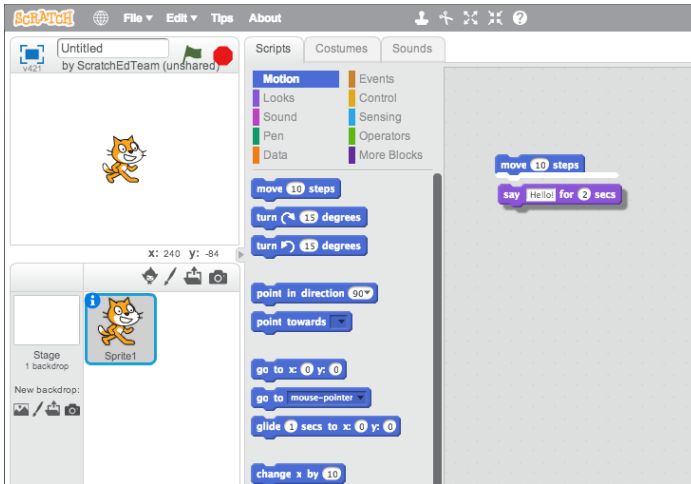 SCRATCH File ▾ Edit ▾ Tips About
Untitled
v421 by ScratchEdTeam (unshared)
Scripts Costumes Sounds
Motion Events
Looks Control
Sound Sensing
Pen Operators
Data More Blocks
move 10 steps
turn ↻ 15 degrees
turn ↺ 15 degrees
point in direction 90▾
point towards ▾
go to x: 0 y: 0
go to mouse-pointer ▾
glide 1 secs to x: 0 y: 0
change x by 10
move 10 steps
say Hello! for 2 secs
x: 240 y: -84
Sprite1
Stage
1 backdrop
New backdrop: